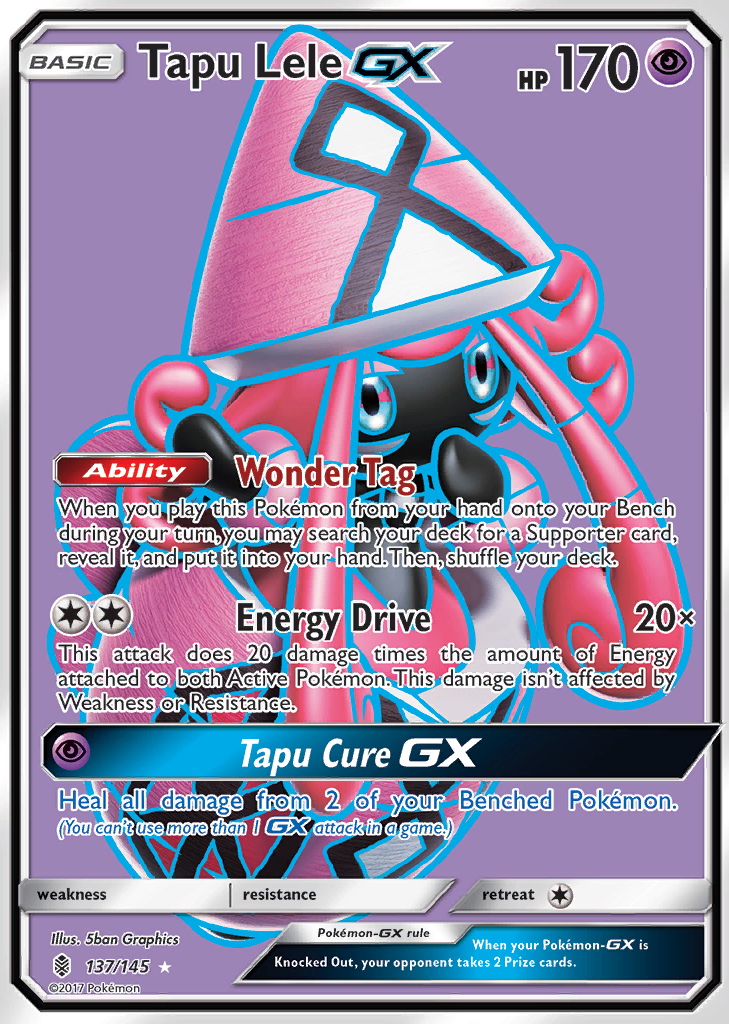 BASIC Tapu Lele GX HP 170
Ability Wonder Tag
When you play this Pokémon from your hand onto your Bench
during your turn, you may search your deck for a Supporter card,
reveal it, and put it into your hand. Then, shuffle your deck.
Energy Drive 20×
This attack does 20 damage times the amount of Energy
attached to both Active Pokémon. This damage isn't affected by
Weakness or Resistance.
Tapu Cure GX
Heal all damage from 2 of your Benched Pokémon.
(You can't use more than 1 GX attack in a game.)
weakness resistance retreat
Illus. 5ban Graphics
Pokémon-GX rule
When your Pokémon-GX is
Knocked Out, your opponent takes 2 Prize cards.
137/145
©2017 Pokémon